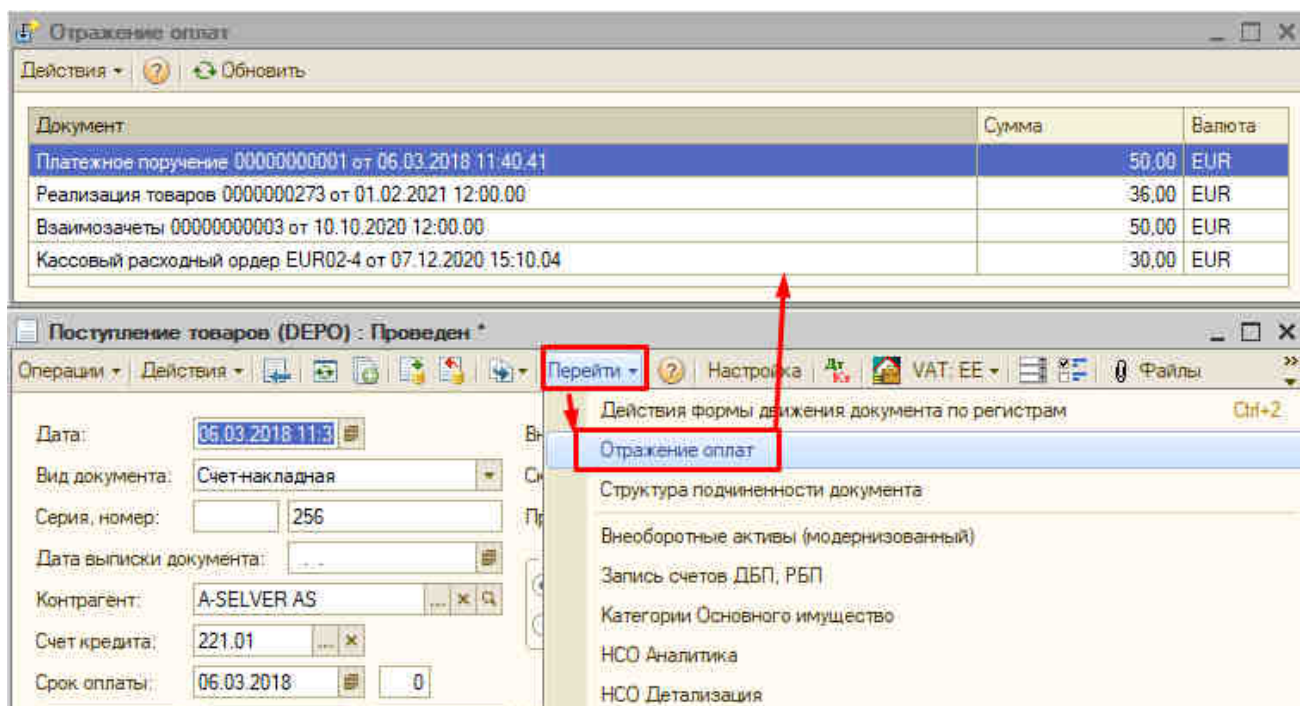 Отражение оплат
Действия Обновить
Документ Сумма Валюта
Платежное поручение 00000000001 от 06.03.2018 11:40:41 50,00 EUR
Реализация товаров 0000000273 от 01.02.2021 12:00:00 36,00 EUR
Взаимозачеты 00000000003 от 10.10.2020 12:00:00 50,00 EUR
Кассовый расходный ордер EUR02-4 от 07.12.2020 15:10:04 30,00 EUR
Поступление товаров (DEPO) : Проведен *
Операции Действия Перейти Настройка Дт Кт VAT: EE Файлы »
Действия формы движения документа по регистрам Ctrl+2
Дата: 06.03.2018 11:3 Вн
Отражение оплат
Вид документа: Счет-накладная Ск
Структура подчиненности документа
Серия, номер: 256 Пр
Внеоборотные активы (модернизованный)
Дата выписки документа: . .
Запись счетов ДБП, РБП
Контрагент: A-SELVER AS ...
Категории Основного имущество
Счет кредита: 221.01 ...
НСО Аналитика
Срок оплаты: 06.03.2018 0
НСО Детализация